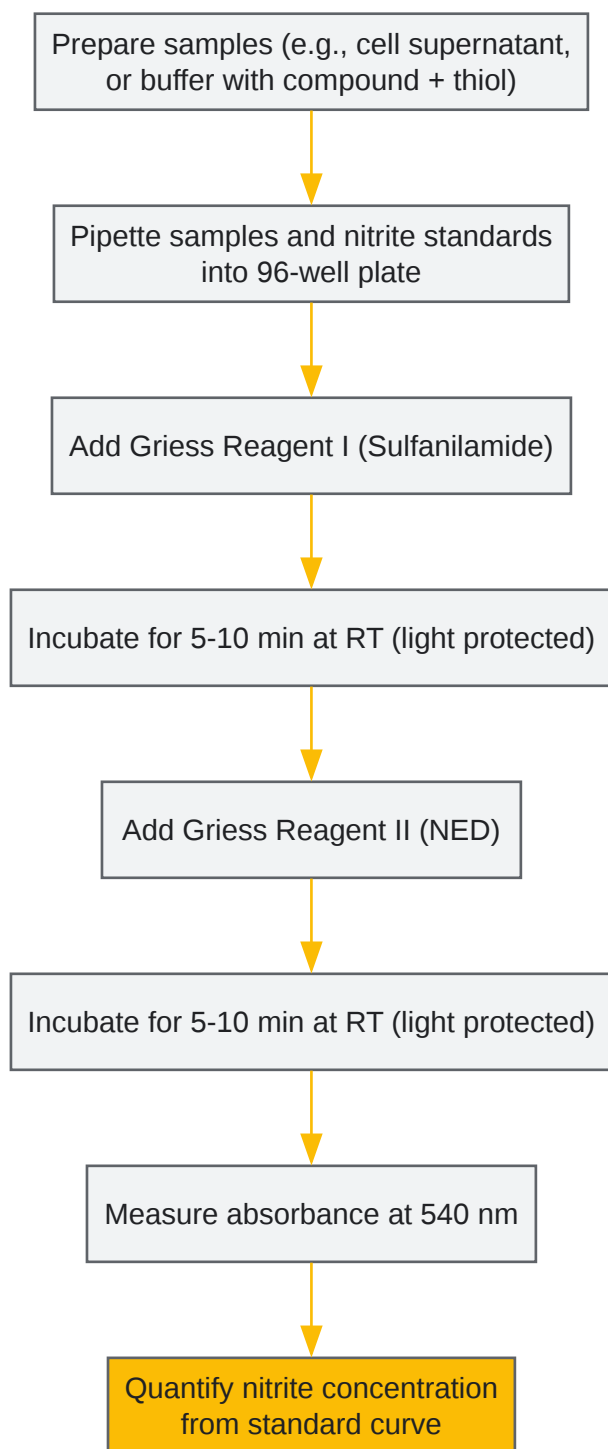 Prepare samples (e.g., cell supernatant,
or buffer with compound + thiol)
Pipette samples and nitrite standards
into 96-well plate
Add Griess Reagent I (Sulfanilamide)
Incubate for 5-10 min at RT (light protected)
Add Griess Reagent II (NED)
Incubate for 5-10 min at RT (light protected)
Measure absorbance at 540 nm
Quantify nitrite concentration
from standard curve